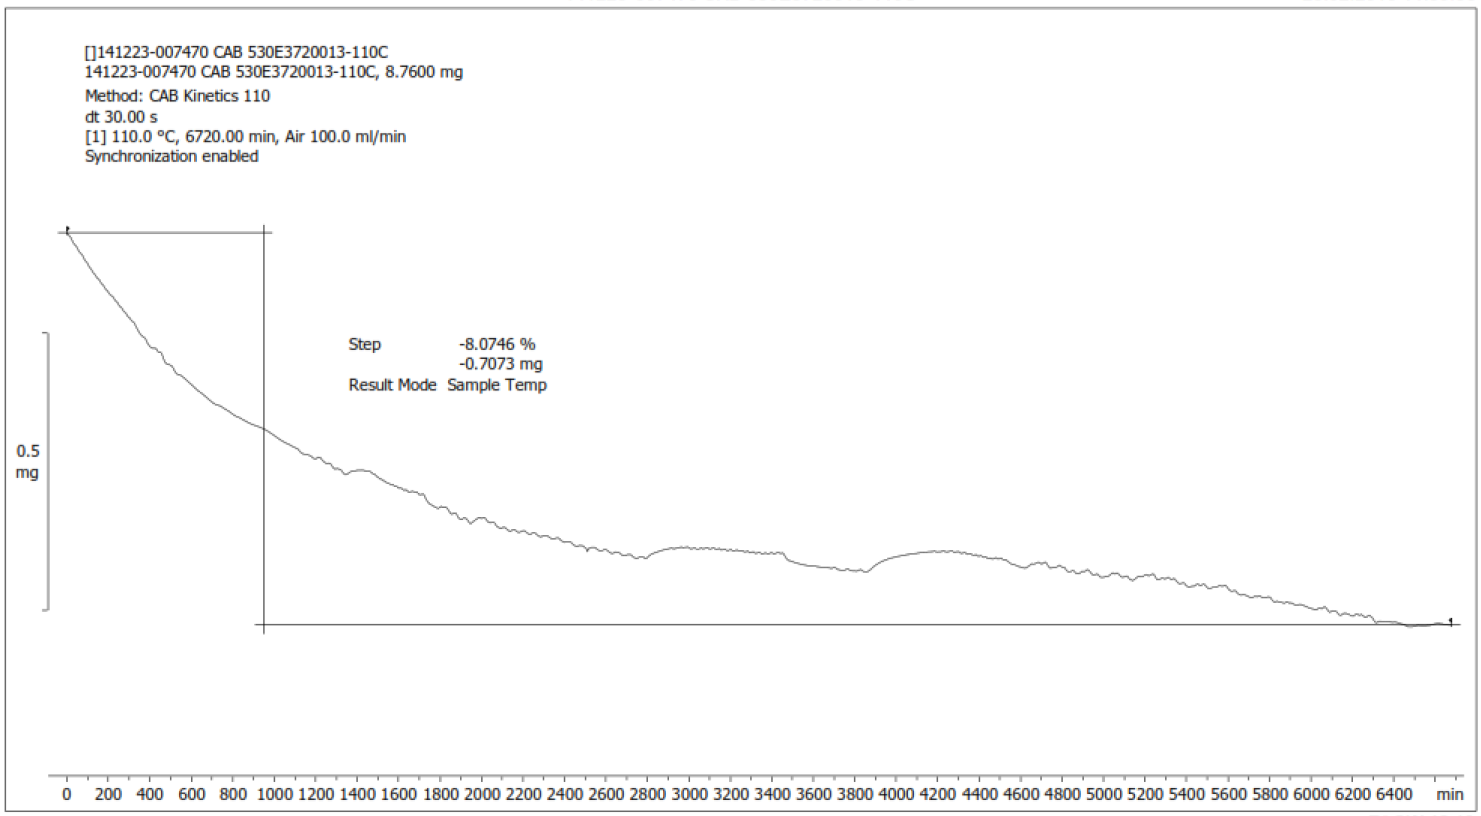 []141223-007470 CAB 530E3720013-110C
141223-007470 CAB 530E3720013-110C, 8.7600 mg
Method: CAB Kinetics 110
dt 30.00 s
[1] 110.0 °C, 6720.00 min, Air 100.0 ml/min
Synchronization enabled
Step -8.0746 %
-0.7073 mg
Result Mode Sample Temp
0.5
mg
0 200 400 600 800 1000 1200 1400 1600 1800 2000 2200 2400 2600 2800 3000 3200 3400 3600 3800 4000 4200 4400 4600 4800 5000 5200 5400 5600 5800 6000 6200 6400 min